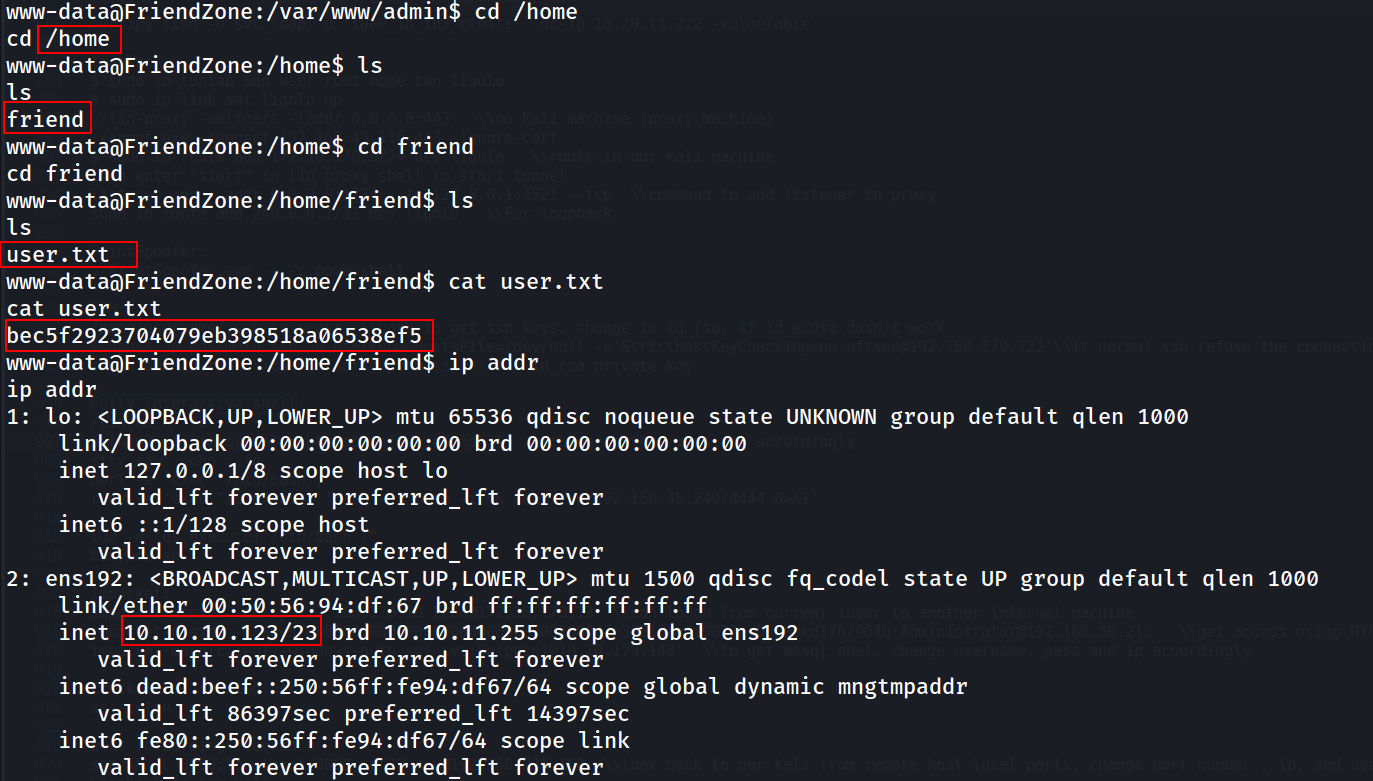 www-data@FriendZone:/var/www/admin$ cd /home
cd /home
www-data@FriendZone:/home$ ls
ls
friend
www-data@FriendZone:/home$ cd friend
cd friend
www-data@FriendZone:/home/friend$ ls
ls
user.txt
www-data@FriendZone:/home/friend$ cat user.txt
cat user.txt
bec5f2923704079eb398518a06538ef5
www-data@FriendZone:/home/friend$ ip addr
ip addr
1: lo: <LOOPBACK,UP,LOWER_UP> mtu 65536 qdisc noqueue state UNKNOWN group default qlen 1000
    link/loopback 00:00:00:00:00:00 brd 00:00:00:00:00:00
    inet 127.0.0.1/8 scope host lo
       valid_lft forever preferred_lft forever
    inet6 ::1/128 scope host
       valid_lft forever preferred_lft forever
2: ens192: <BROADCAST,MULTICAST,UP,LOWER_UP> mtu 1500 qdisc fq_codel state UP group default qlen 1000
    link/ether 00:50:56:94:df:67 brd ff:ff:ff:ff:ff:ff
    inet 10.10.10.123/23 brd 10.10.11.255 scope global ens192
       valid_lft forever preferred_lft forever
    inet6 dead:beef::250:56ff:fe94:df67/64 scope global dynamic mngtmpaddr
       valid_lft 86397sec preferred_lft 14397sec
    inet6 fe80::250:56ff:fe94:df67/64 scope link
       valid_lft forever preferred_lft forever